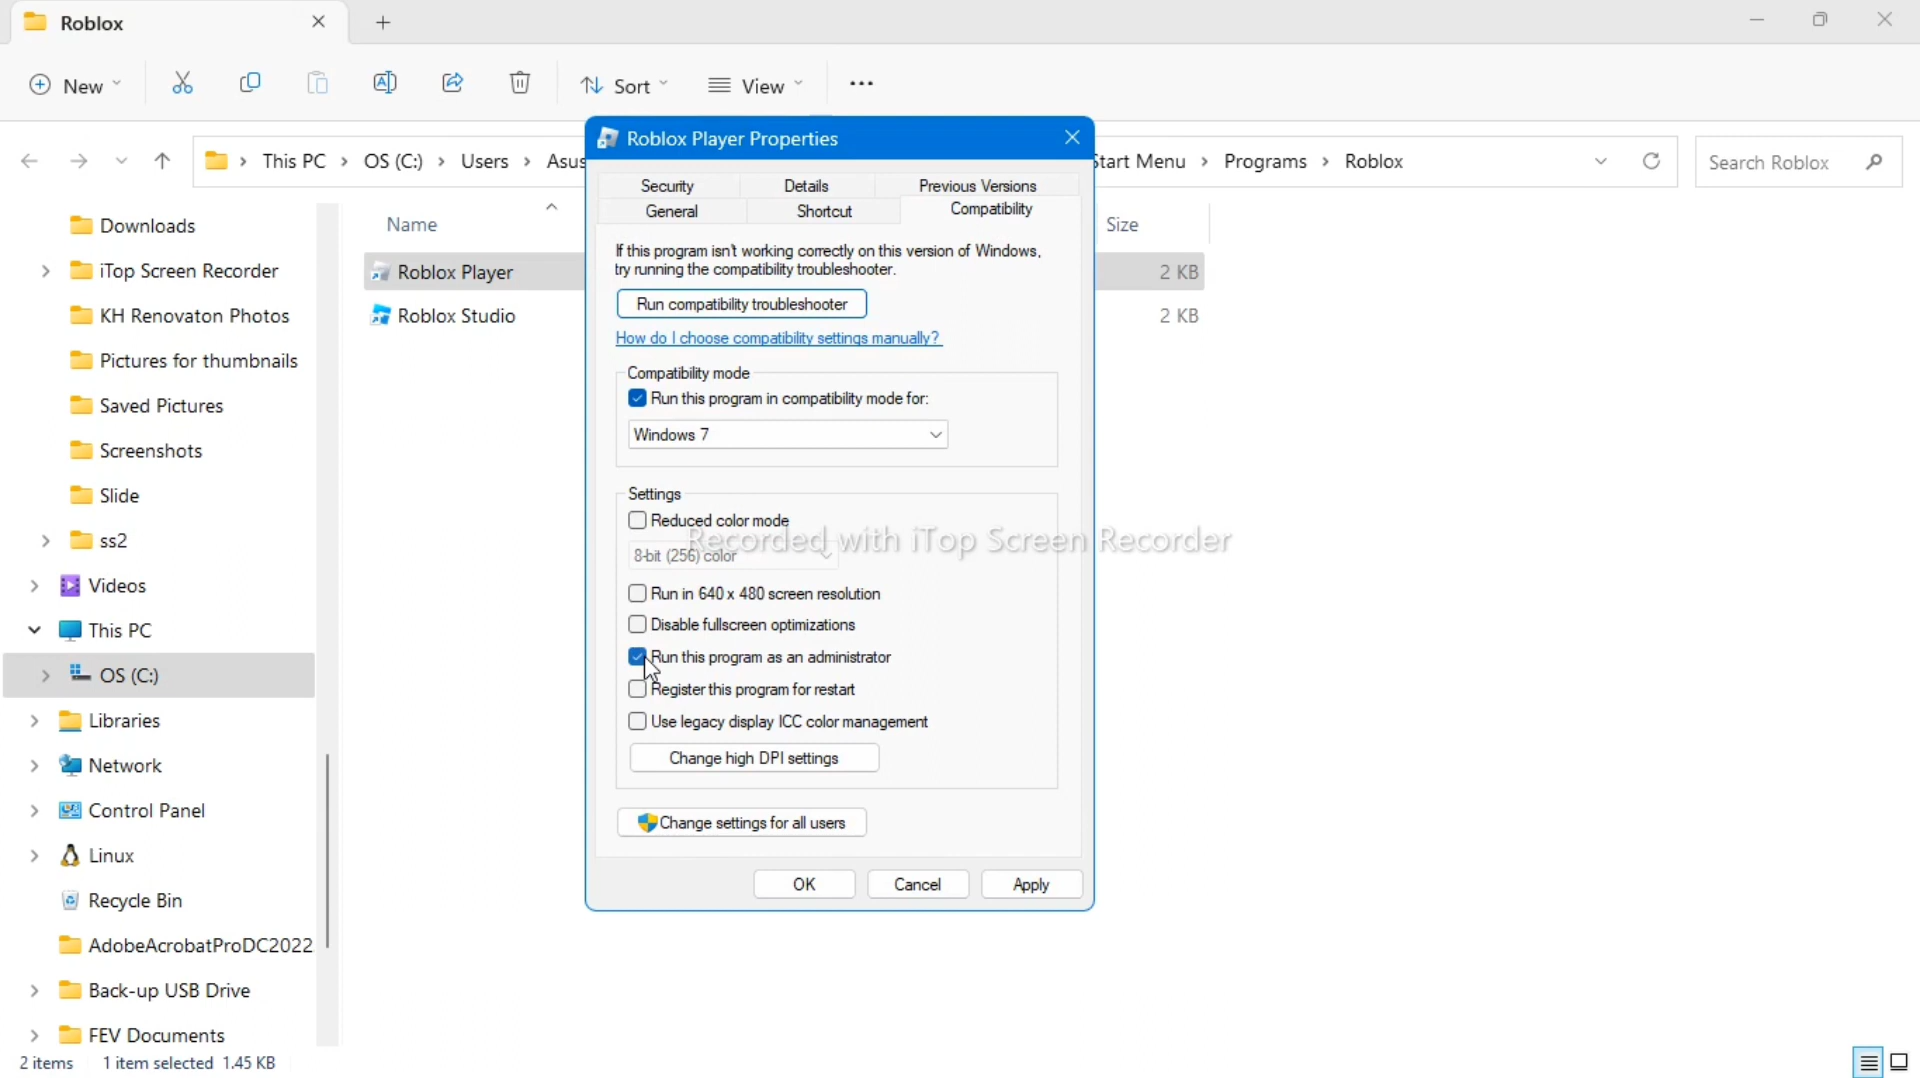 Roblox
New
Sort
View
This PC
OS (C:)
Users
Asus
Start Menu
Programs
Roblox
Search Roblox
Downloads
iTop Screen Recorder
KH Renovaton Photos
Pictures for thumbnails
Saved Pictures
Screenshots
Slide
ss2
Videos
This PC
OS (C:)
Libraries
Network
Control Panel
Linux
Recycle Bin
AdobeAcrobatProDC2022
Back-up USB Drive
FEV Documents
Name
Size
Roblox Player
2 KB
Roblox Studio
2 KB
Roblox Player Properties
Security
Details
Previous Versions
General
Shortcut
Compatibility
If this program isn't working correctly on this version of Windows,
try running the compatibility troubleshooter.
Run compatibility troubleshooter
How do I choose compatibility settings manually?
Compatibility mode
Run this program in compatibility mode for:
Windows 7
Settings
Reduced color mode
8-bit (256) color
Recorded with iTop Screen Recorder
Run in 640 x 480 screen resolution
Disable fullscreen optimizations
Run this program as an administrator
Register this program for restart
Use legacy display ICC color management
Change high DPI settings
Change settings for all users
OK
Cancel
Apply
2 items
1 item selected 1.45 KB